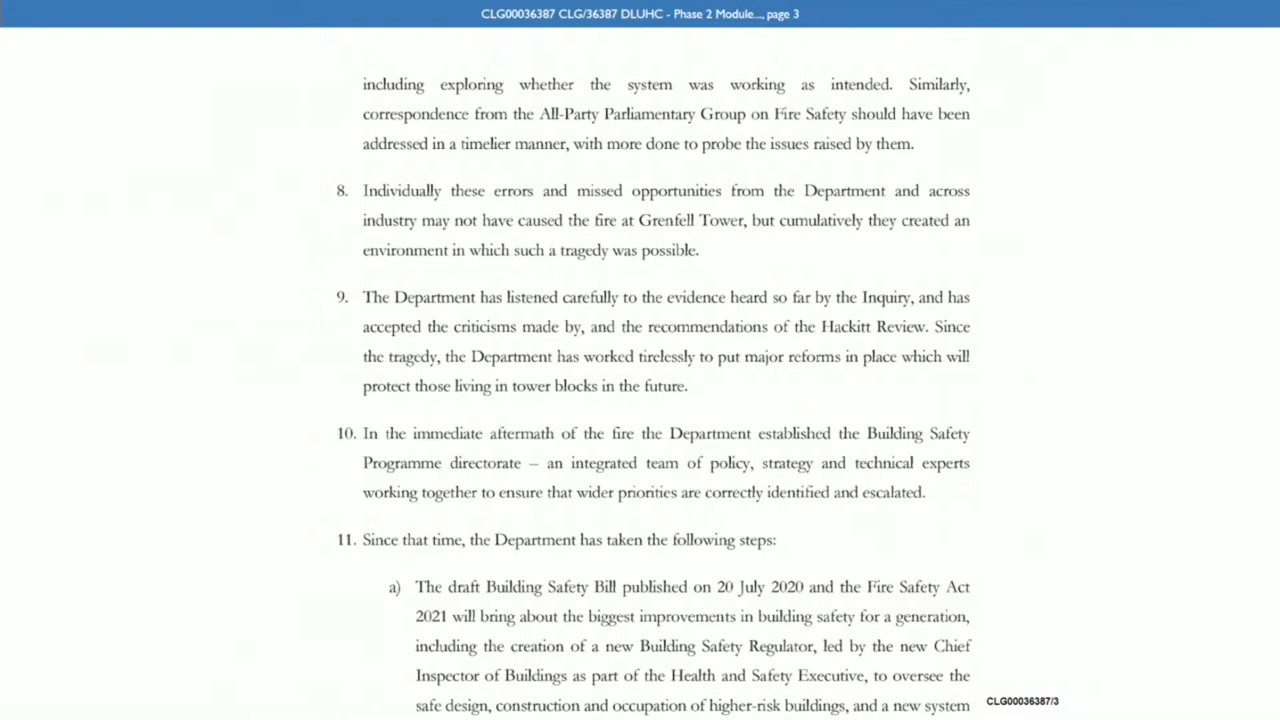 CLG00036387 CLG/36387 DLUHC - Phase 2 Module..., page 3
including exploring whether the system was working as intended. Similarly,
correspondence from the All-Party Parliamentary Group on Fire Safety should have been
addressed in a timelier manner, with more done to probe the issues raised by them.
8. Individually these errors and missed opportunities from the Department and across
industry may not have caused the fire at Grenfell Tower, but cumulatively they created an
environment in which such a tragedy was possible.
9. The Department has listened carefully to the evidence heard so far by the Inquiry, and has
accepted the criticisms made by, and the recommendations of the Hackitt Review. Since
the tragedy, the Department has worked tirelessly to put major reforms in place which will
protect those living in tower blocks in the future.
10. In the immediate aftermath of the fire the Department established the Building Safety
Programme directorate – an integrated team of policy, strategy and technical experts
working together to ensure that wider priorities are correctly identified and escalated.
11. Since that time, the Department has taken the following steps:
a) The draft Building Safety Bill published on 20 July 2020 and the Fire Safety Act
2021 will bring about the biggest improvements in building safety for a generation,
including the creation of a new Building Safety Regulator, led by the new Chief
Inspector of Buildings as part of the Health and Safety Executive, to oversee the
safe design, construction and occupation of higher-risk buildings, and a new system
CLG00036387/3